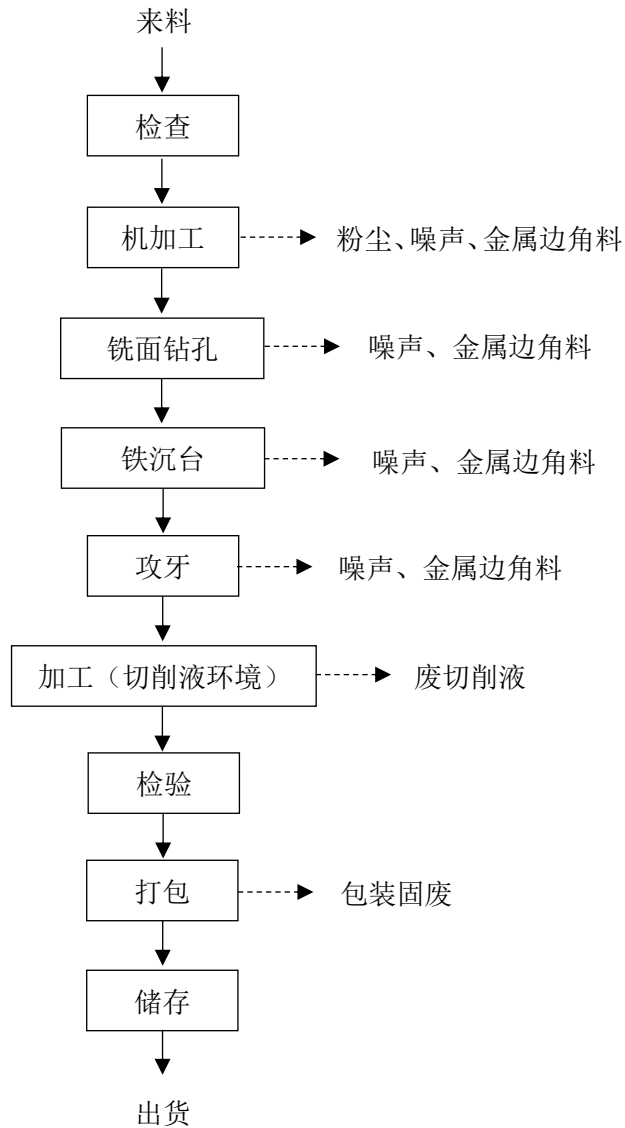 来料
检查
机加工
粉尘、噪声、金属边角料
铣面钻孔
噪声、金属边角料
铁沉台
噪声、金属边角料
攻牙
噪声、金属边角料
加工（切削液环境）
废切削液
检验
打包
包装固废
储存
出货